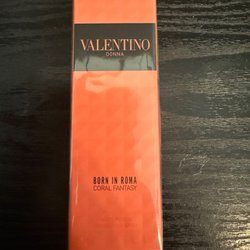 VALENTINO
DONNA
BORN IN ROMA
CORAL FANTASY